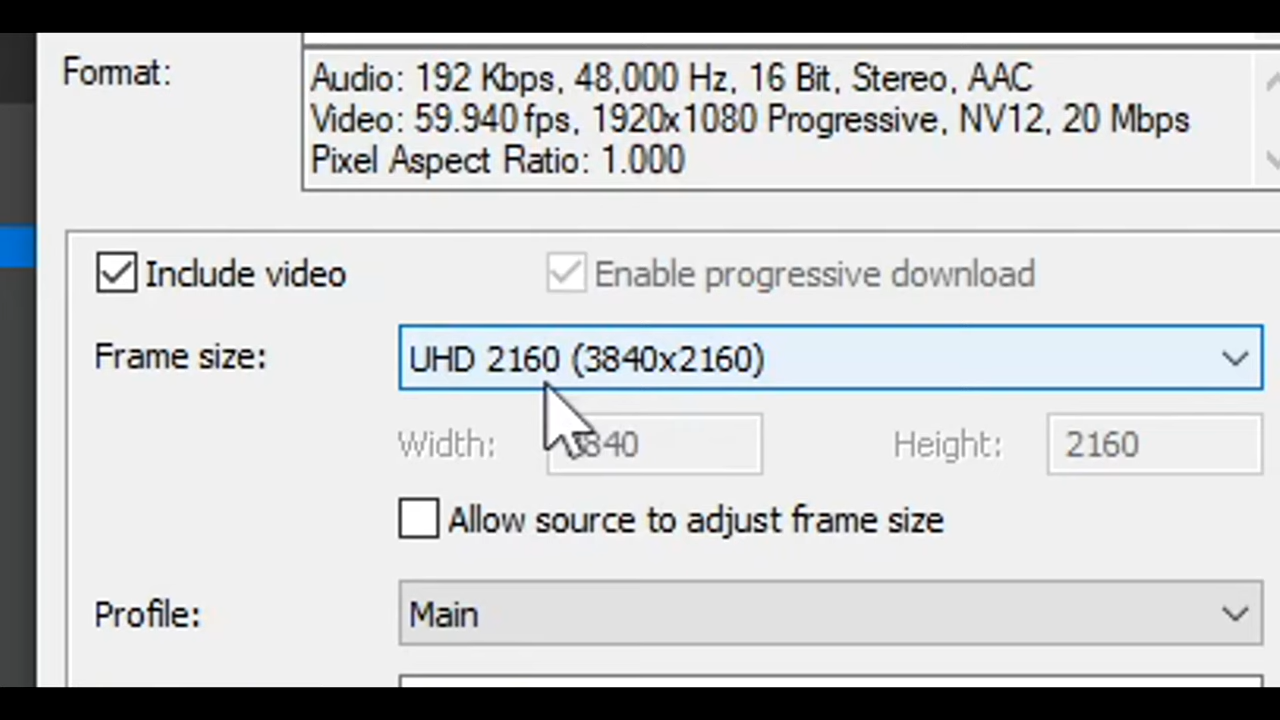 Format:
Audio: 192 Kbps, 48,000 Hz, 16 Bit, Stereo, AAC
Video: 59.940 fps, 1920x1080 Progressive, NV12, 20 Mbps
Pixel Aspect Ratio: 1.000
Include video
Enable progressive download
Frame size: UHD 2160 (3840x2160)
Width: 3840 Height: 2160
Allow source to adjust frame size
Profile: Main